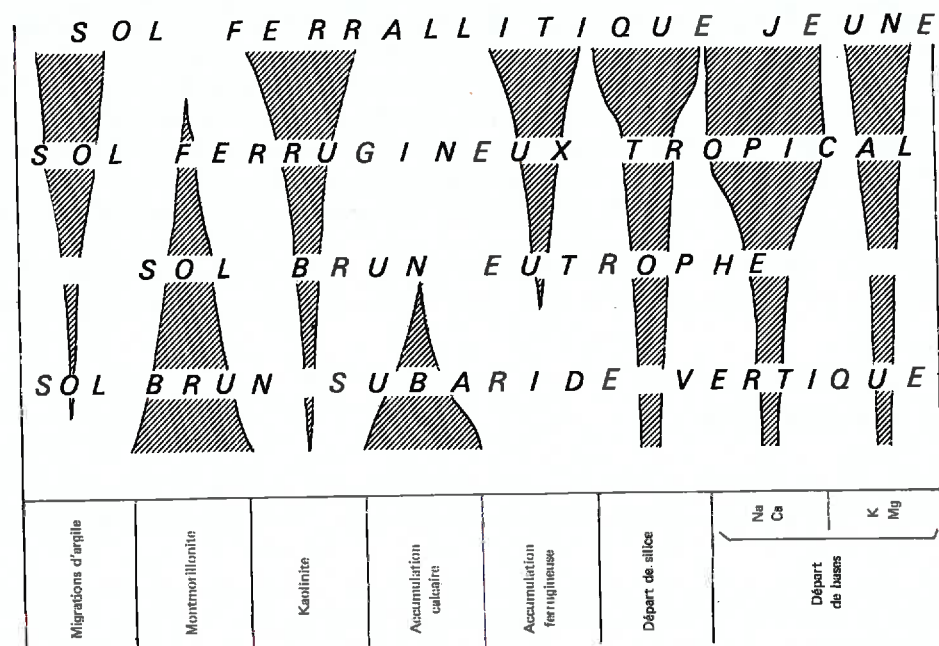 SOL FERRALLITIQUE JEUNE
SOL FERRUGINEUX TROPICAL
SOL BRUN EUTROPHE
SOL BRUN SUBARIDE VERTIQUE
Migrations d'argile
Montmorillonite
Kaolinite
Accumulation
calcaire
Accumulation
ferrugineuse
Départ de silice
Na
Ca
K
Mg
Départ
de bases